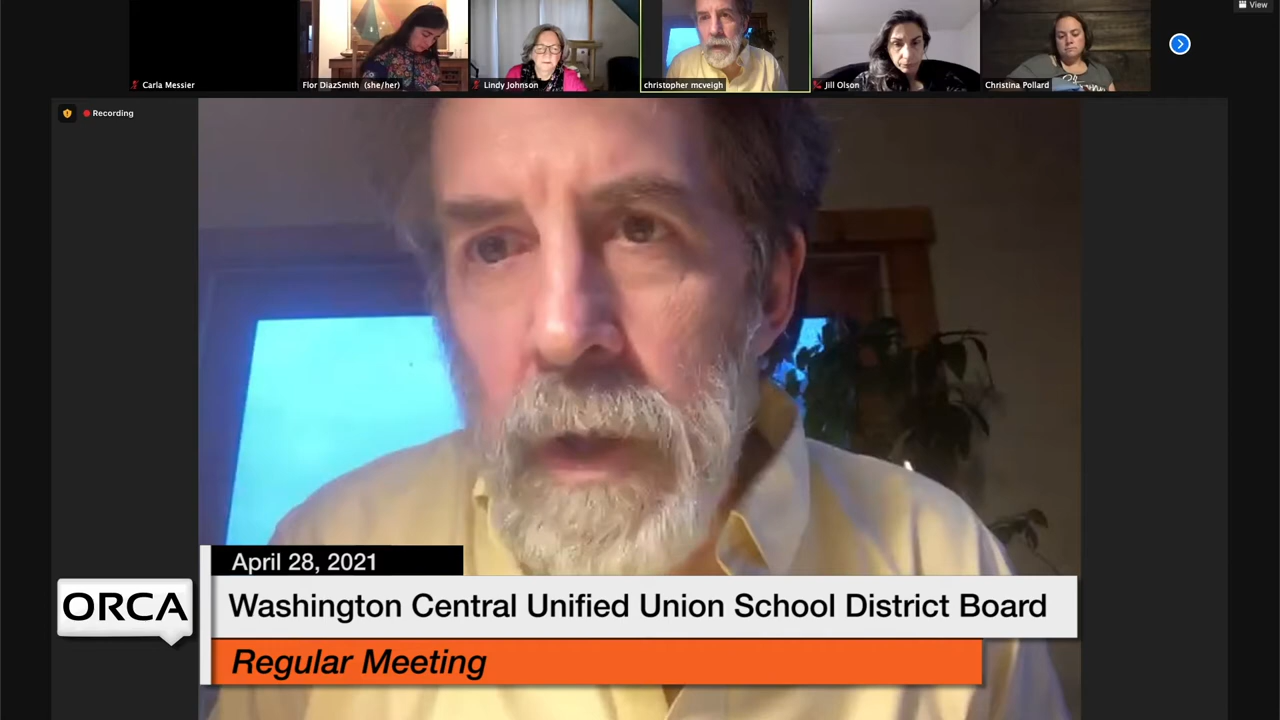 View
Carla Messier
Flor DiazSmith (she/her)
Lindy Johnson
christopher mcveigh
Jill Olson
Christina Pollard
Recording
April 28, 2021
ORCA
Washington Central Unified Union School District Board
Regular Meeting